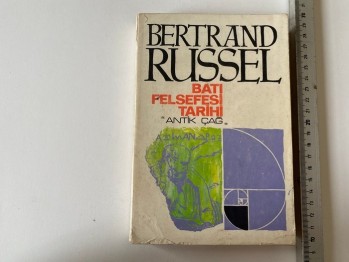 BERTRAND
RUSSEL
BATI
FELSEFESİ
TARİHİ
"ANTİK ÇAĞ"